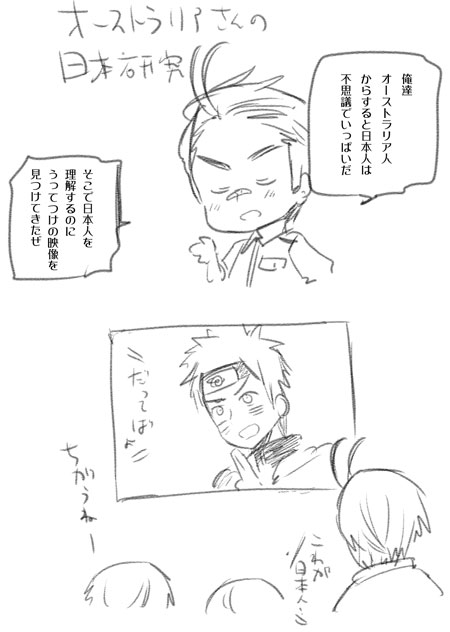 オーストラリアさんの
日本研究
俺達
オーストラリア人
からすると日本人は
不思議でいっぱいだ
そこで日本人を
理解するのに
うってつけの映像を
見つけてきたぜ
だってばよ
ちがうねー
これが
日本人…!